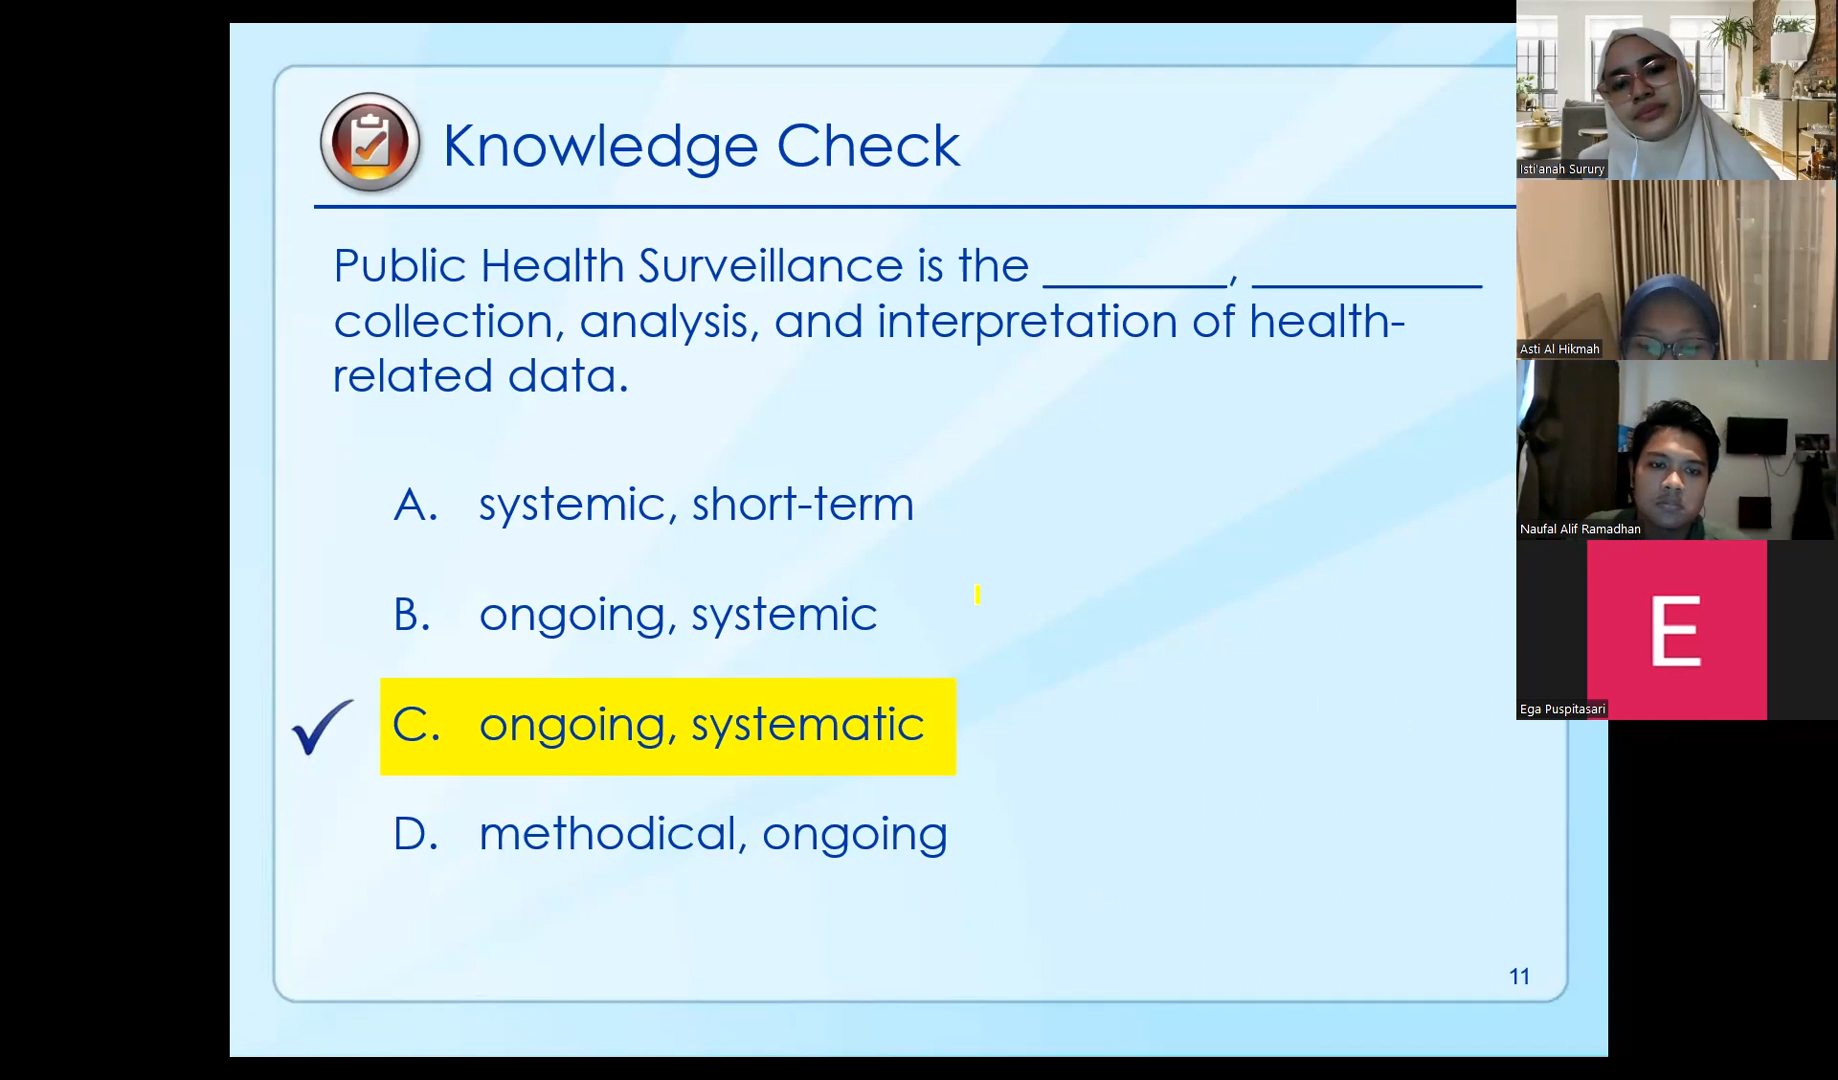 Knowledge Check
Public Health Surveillance is the ________, __________
collection, analysis, and interpretation of health-
related data.
A. systemic, short-term
B. ongoing, systemic
C. ongoing, systematic
D. methodical, ongoing
11
Isti'anah Surury
Asti Al Hikmah
Naufal Alif Ramadhan
E
Ega Puspitasari